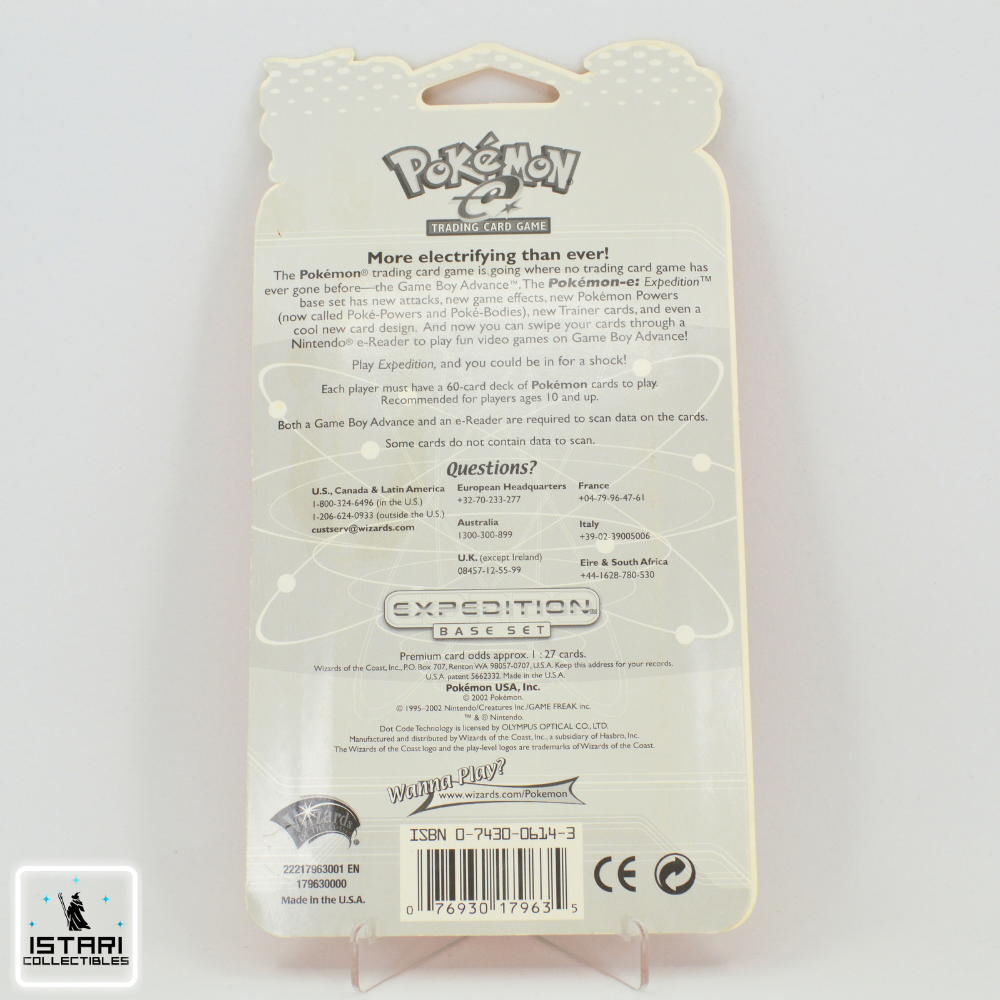 POKéMON
e
TRADING CARD GAME
More electrifying than ever!
The Pokémon® trading card game is going where no trading card game has
ever gone before—the Game Boy Advance™. The Pokémon-e: Expedition™
base set has new attacks, new game effects, new Pokémon Powers
(now called Poké-Powers and Poké-Bodies), new Trainer cards, and even a
cool new card design. And now you can swipe your cards through a
Nintendo® e-Reader to play fun video games on Game Boy Advance!
Play Expedition, and you could be in for a shock!
Each player must have a 60-card deck of Pokémon cards to play.
Recommended for players ages 10 and up.
Both a Game Boy Advance and an e-Reader are required to scan data on the cards.
Some cards do not contain data to scan.
Questions?
U.S., Canada & Latin America
1-800-324-6496 (in the U.S.)
1-206-624-0933 (outside the U.S.)
custserv@wizards.com
European Headquarters
+32-70-233-277
Australia
1300-300-899
U.K. (except Ireland)
08457-12-55-99
France
+04-79-96-47-61
Italy
+39-02-39005006
Eire & South Africa
+44-1628-780-530
EXPEDITION™
BASE SET
Premium card odds approx. 1 : 27 cards.
Wizards of the Coast, Inc., P.O. Box 707, Renton WA 98057-0707, U.S.A. Keep this address for your records.
U.S.A. patent 5662332. Made in the U.S.A.
Pokémon USA, Inc.
© 2002 Pokémon.
© 1995–2002 Nintendo/Creatures Inc./GAME FREAK inc.
™ & ® Nintendo.
Dot Code Technology is licensed by OLYMPUS OPTICAL CO., LTD.
Manufactured and distributed by Wizards of the Coast, Inc., a subsidiary of Hasbro, Inc.
The Wizards of the Coast logo and the play-level logos are trademarks of Wizards of the Coast.
Wanna Play?
www.wizards.com/Pokemon
Wizards
OF THE COAST ®
22217963001 EN
179630000
Made in the U.S.A.
ISBN 0-7430-0614-3
0 76930 17963 5
CE
ISTARI
COLLECTIBLES